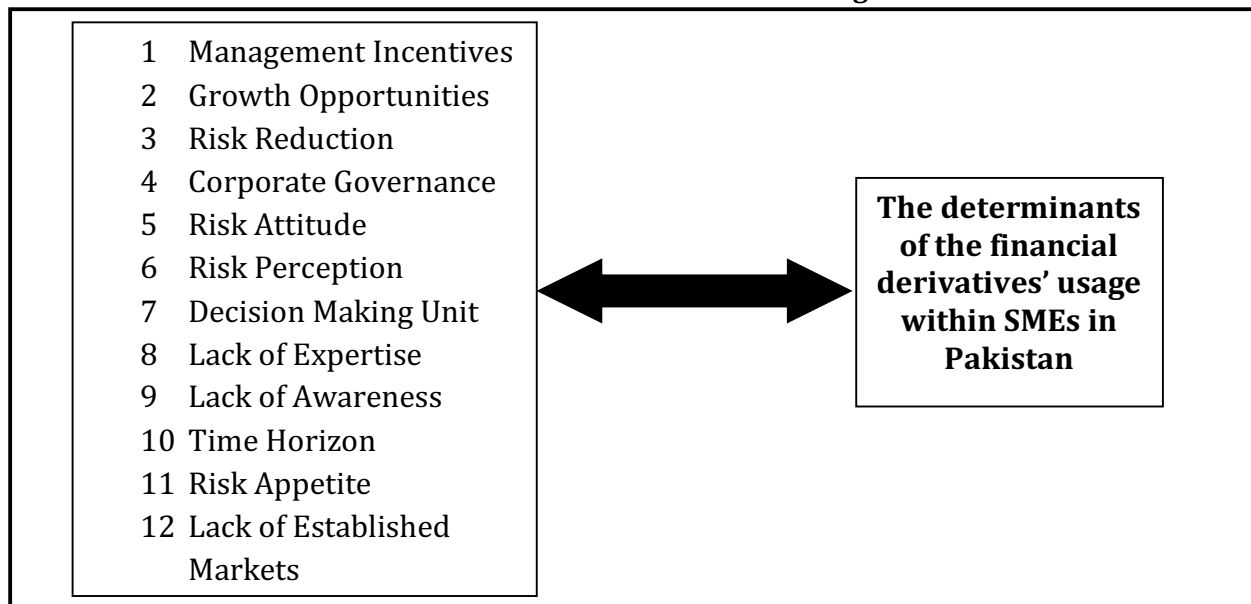 1 Management Incentives
2 Growth Opportunities
3 Risk Reduction
4 Corporate Governance
5 Risk Attitude
6 Risk Perception
7 Decision Making Unit
8 Lack of Expertise
9 Lack of Awareness
10 Time Horizon
11 Risk Appetite
12 Lack of Established
Markets
The determinants
of the financial
derivatives’ usage
within SMEs in
Pakistan